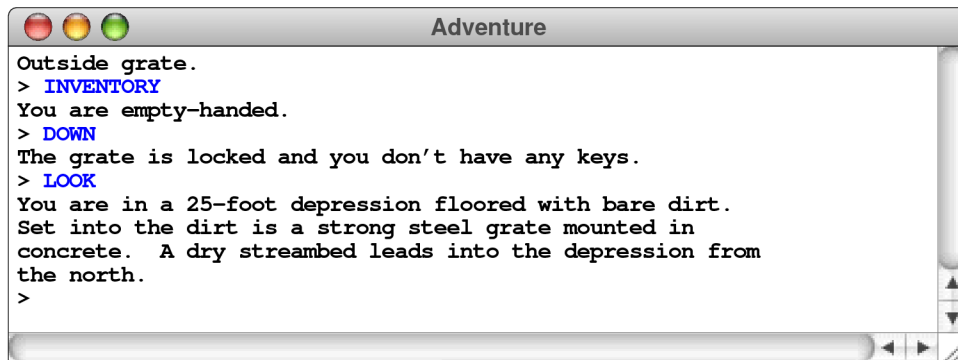 Adventure
Outside grate.
> INVENTORY
You are empty-handed.
> DOWN
The grate is locked and you don't have any keys.
> LOOK
You are in a 25-foot depression floored with bare dirt.
Set into the dirt is a strong steel grate mounted in
concrete.  A dry streambed leads into the depression from
the north.
>